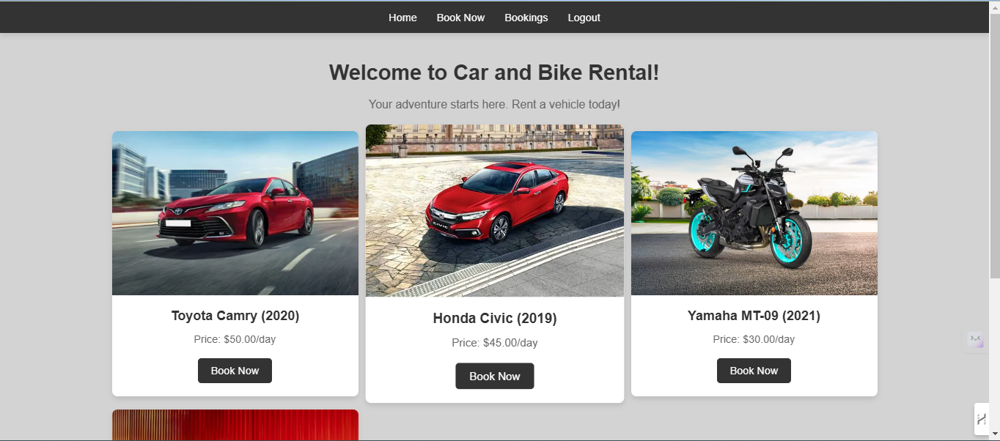 Home Book Now Bookings Logout
Welcome to Car and Bike Rental!
Your adventure starts here. Rent a vehicle today!
CIVIC
Toyota Camry (2020)
Price: $50.00/day
Book Now
Honda Civic (2019)
Price: $45.00/day
Book Now
Yamaha MT-09 (2021)
Price: $30.00/day
Book Now